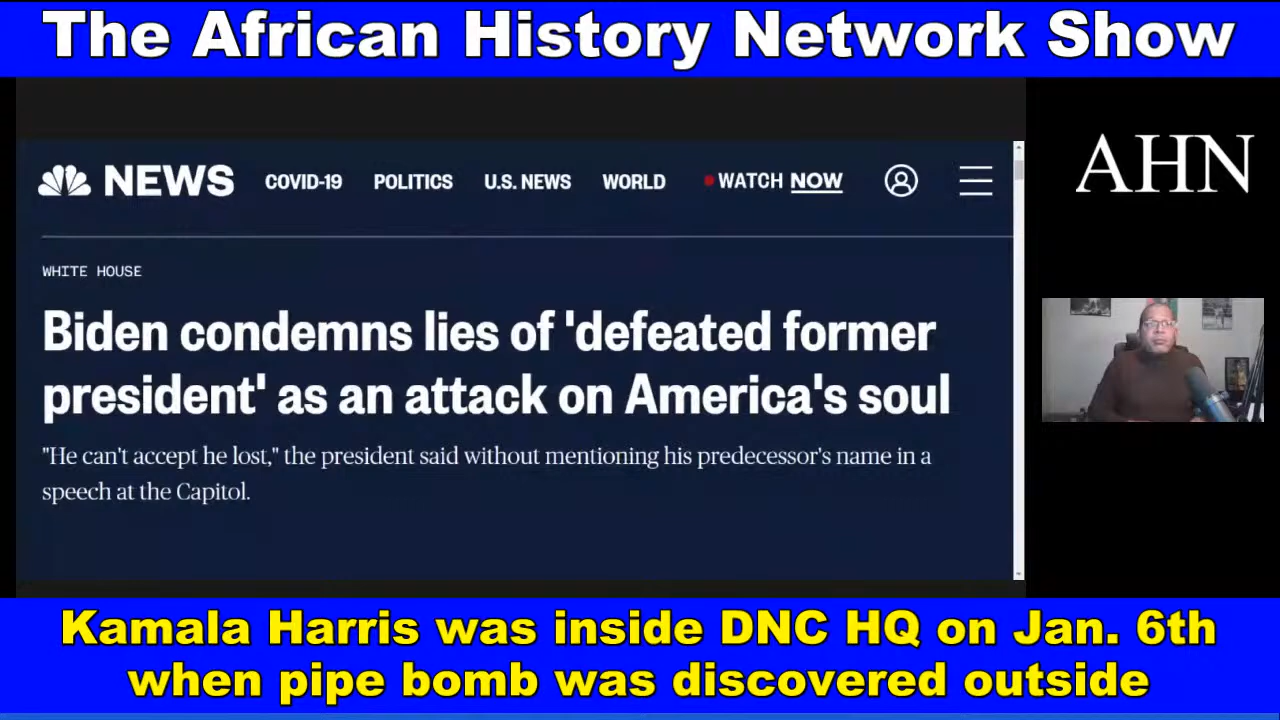 The African History Network Show
NEWS COVID-19 POLITICS U.S. NEWS WORLD WATCH NOW
AHN
WHITE HOUSE
Biden condemns lies of 'defeated former
president' as an attack on America's soul
"He can't accept he lost," the president said without mentioning his predecessor's name in a
speech at the Capitol.
Kamala Harris was inside DNC HQ on Jan. 6th
when pipe bomb was discovered outside